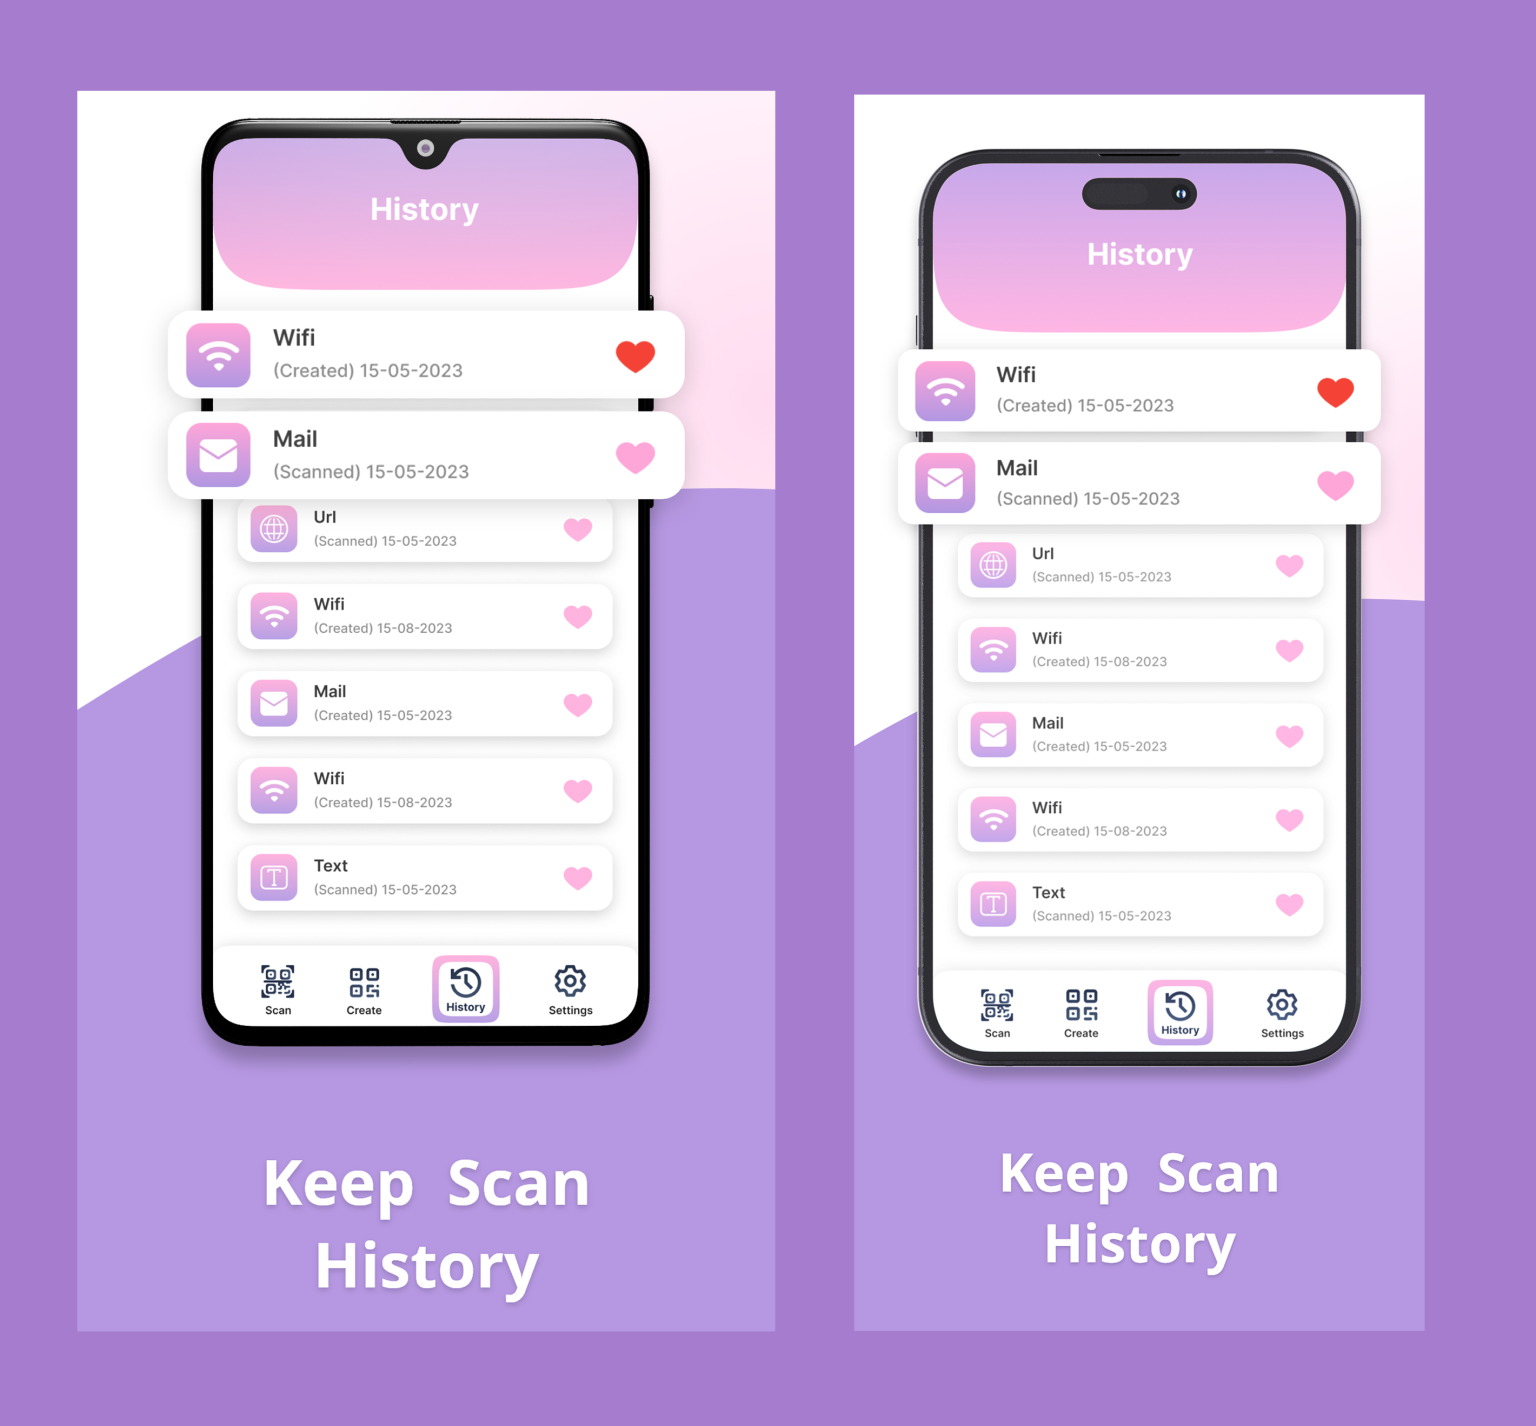 History
Wifi
(Created) 15-05-2023
Mail
(Scanned) 15-05-2023
Url
(Scanned) 15-05-2023
Wifi
(Created) 15-08-2023
Mail
(Created) 15-05-2023
Wifi
(Created) 15-08-2023
Text
(Scanned) 15-05-2023
Scan Create History Settings
Keep Scan
History
History
Wifi
(Created) 15-05-2023
Mail
(Scanned) 15-05-2023
Url
(Scanned) 15-05-2023
Wifi
(Created) 15-08-2023
Mail
(Created) 15-05-2023
Wifi
(Created) 15-08-2023
Text
(Scanned) 15-05-2023
Scan Create History Settings
Keep Scan
History